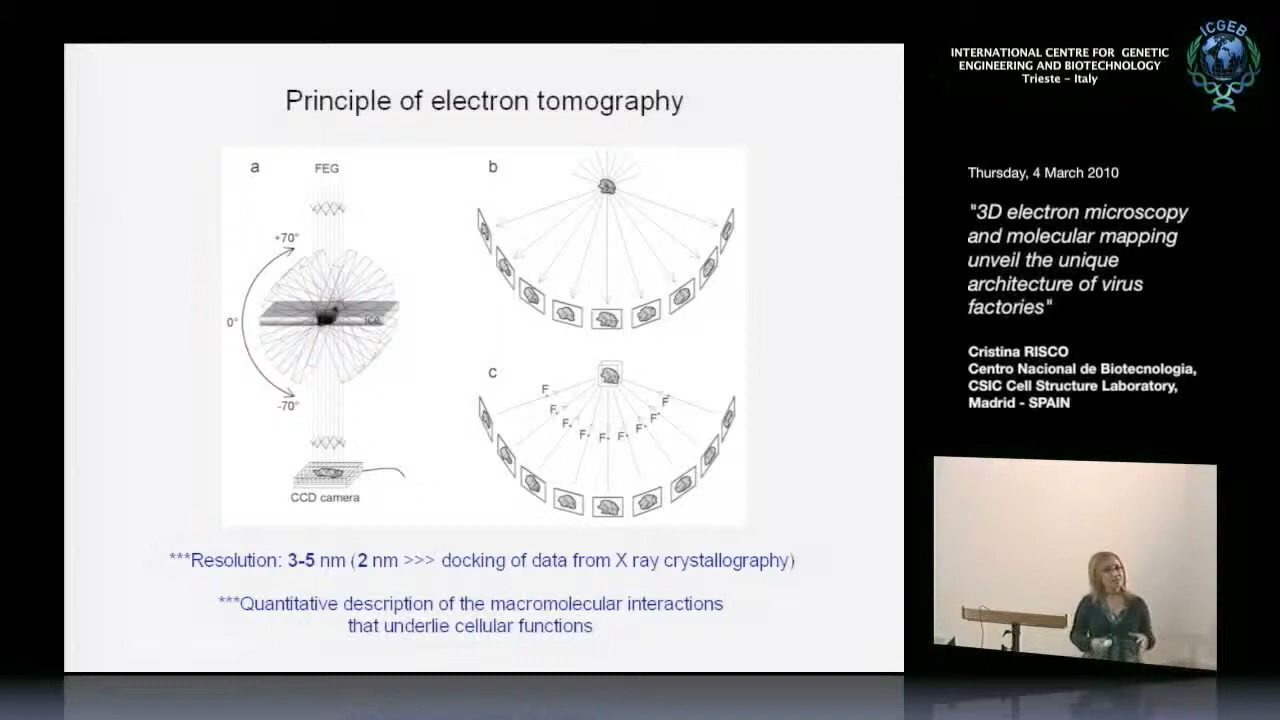 Principle of electron tomography
a
FEG
+70°
0°
ice
-70°
CCD camera
b
c
F
F
F
F
F
F
F
F
F
***Resolution: 3-5 nm (2 nm >>> docking of data from X ray crystallography)
***Quantitative description of the macromolecular interactions
that underlie cellular functions
INTERNATIONAL CENTRE FOR GENETIC
ENGINEERING AND BIOTECHNOLOGY
Trieste – Italy
ICGEB
Thursday, 4 March 2010
"3D electron microscopy
and molecular mapping
unveil the unique
architecture of virus
factories"
Cristina RISCO
Centro Nacional de Biotecnologia,
CSIC Cell Structure Laboratory,
Madrid - SPAIN